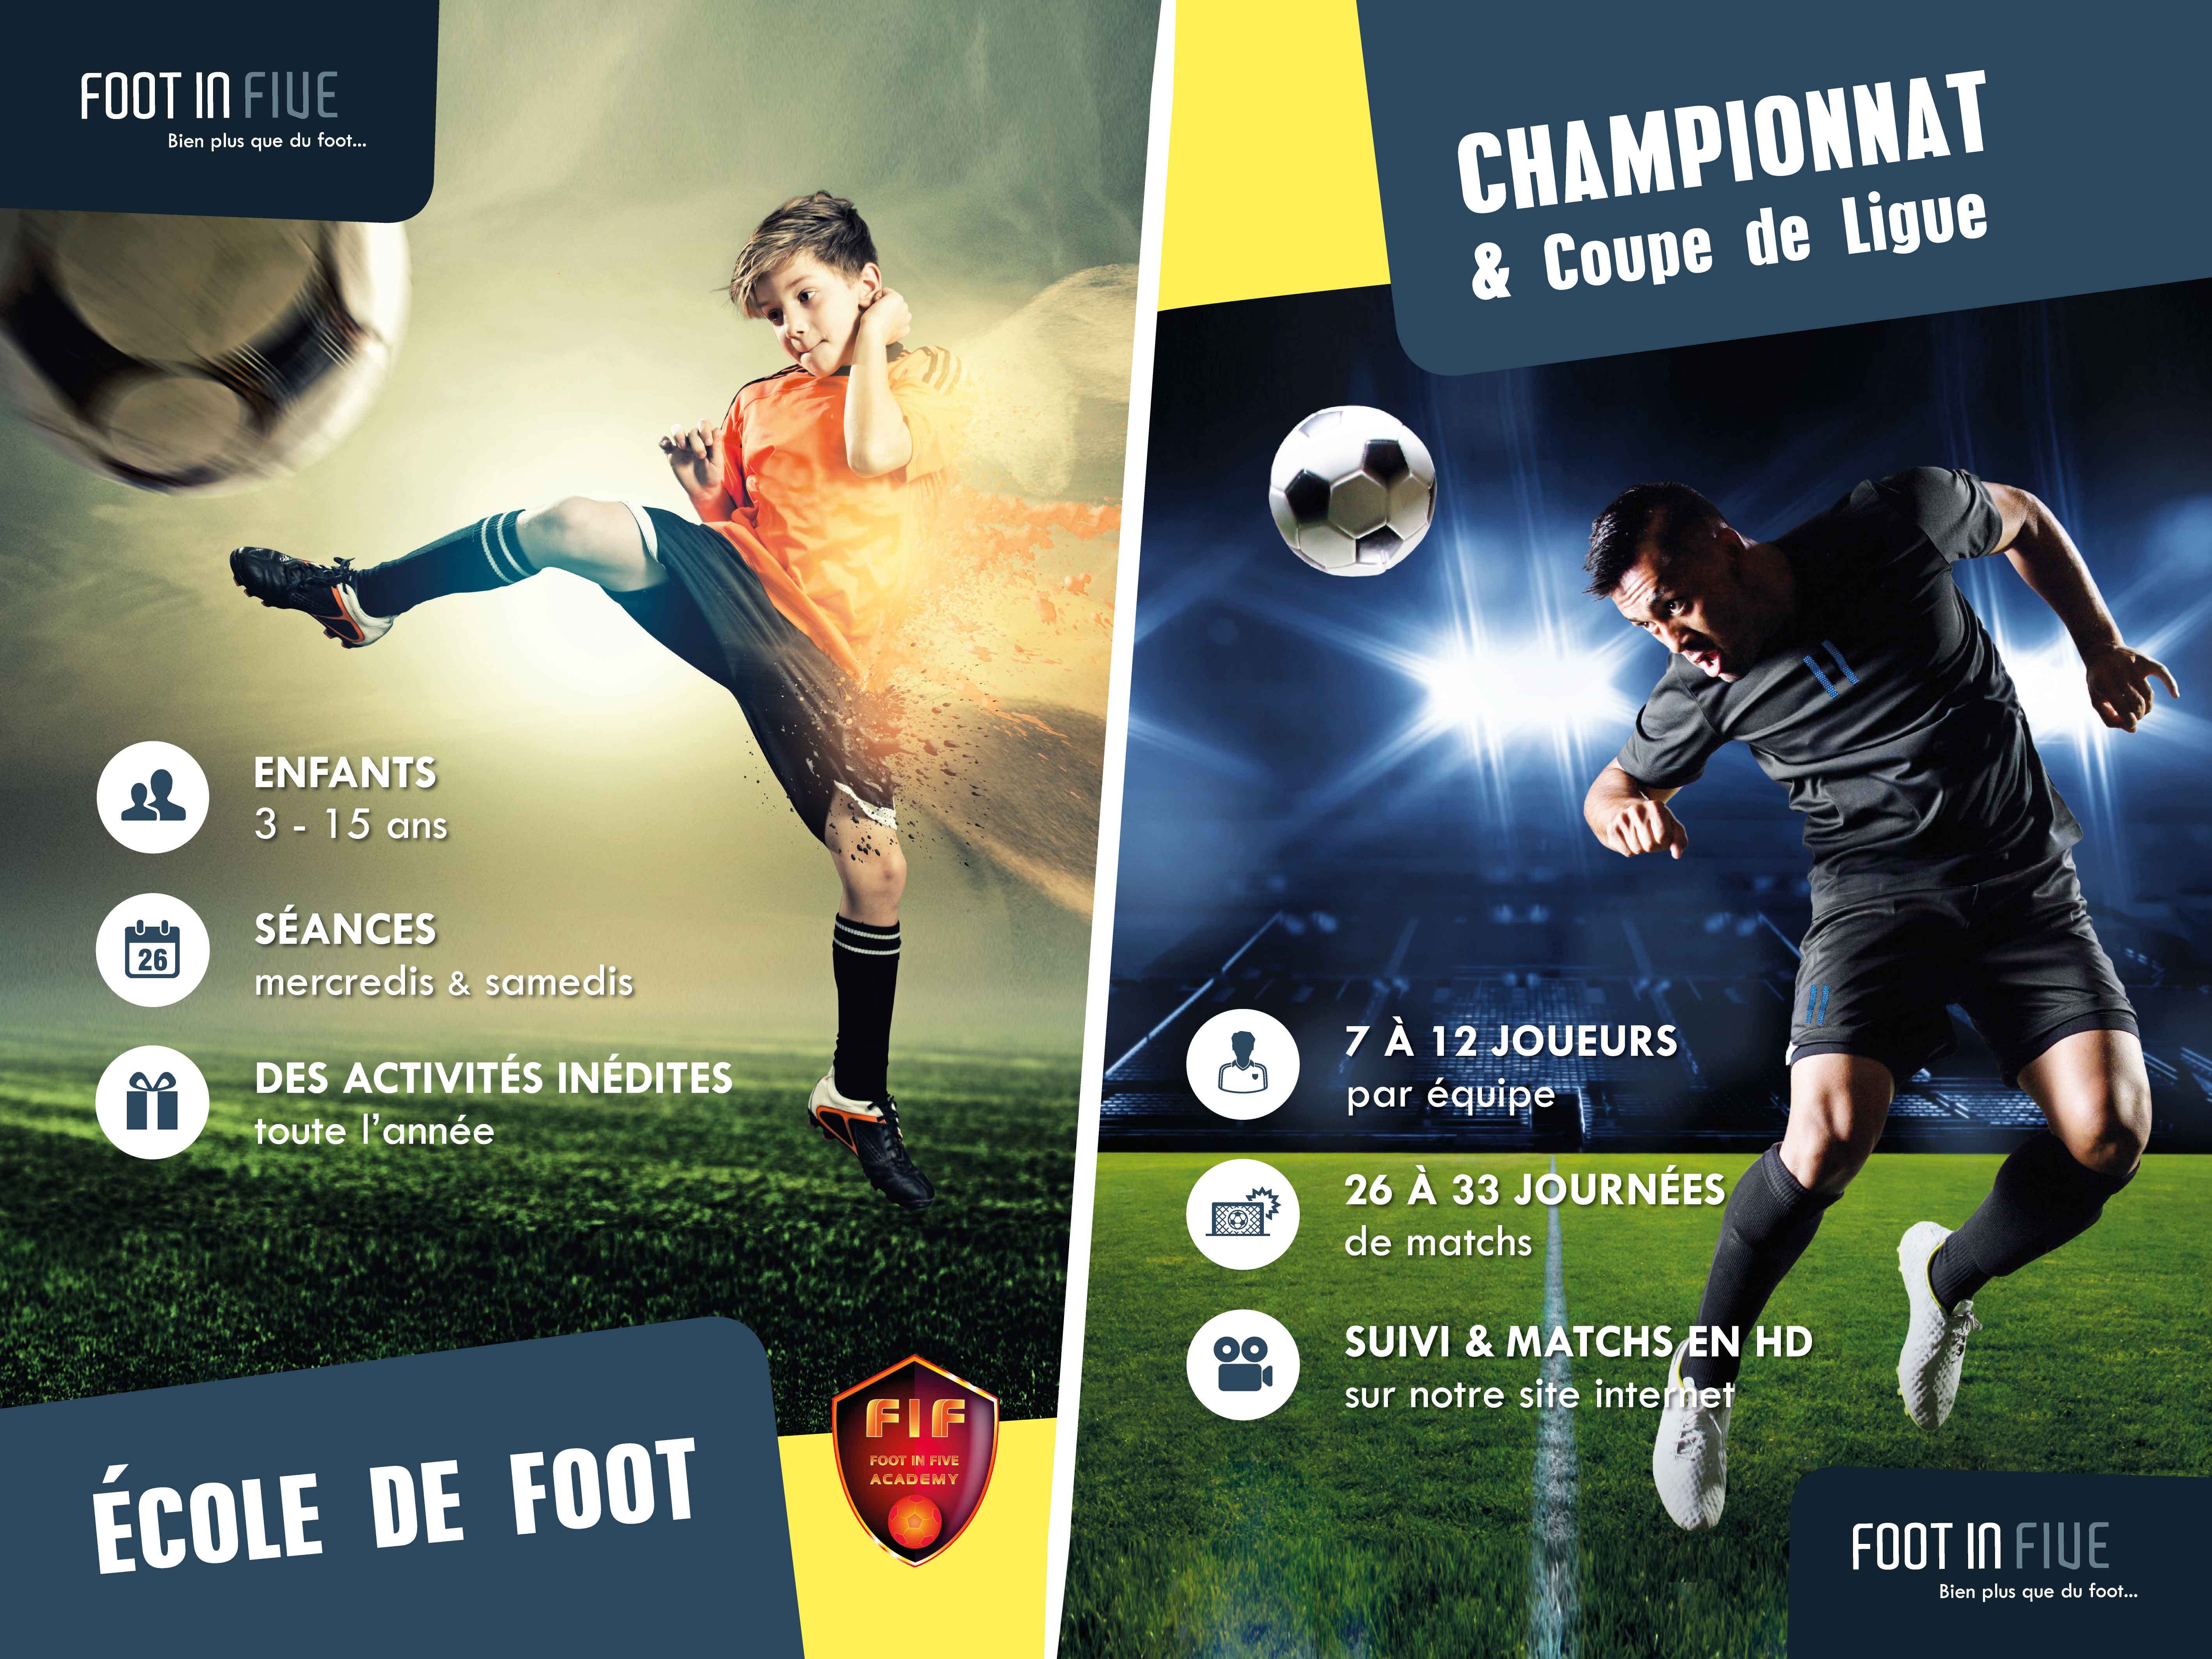 FOOT IN FIVE
Bien plus que du foot...
ENFANTS
3 - 15 ans
26
SÉANCES
mercredis & samedis
DES ACTIVITÉS INÉDITES
toute l’année
ÉCOLE DE FOOT
FIF
FOOT IN FIVE
ACADEMY
CHAMPIONNAT
& Coupe de Ligue
7 À 12 JOUEURS
par équipe
26 À 33 JOURNÉES
de matchs
SUIVI & MATCHS EN HD
sur notre site internet
FOOT IN FIVE
Bien plus que du foot...